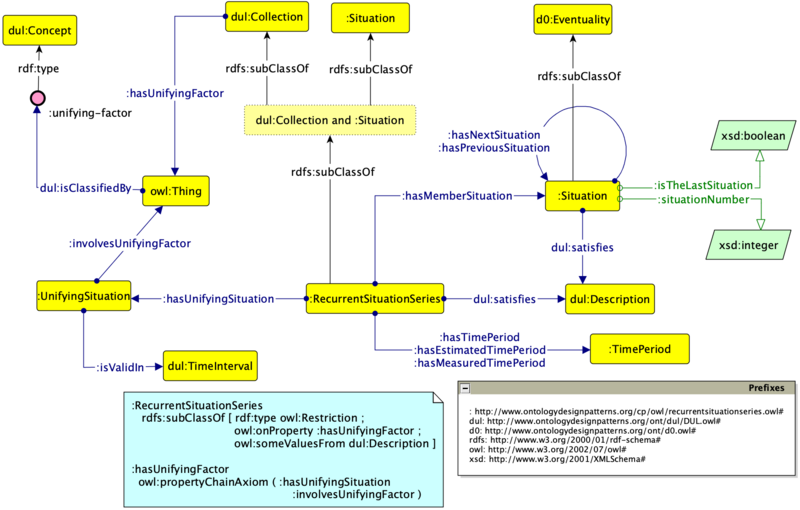 dul:Collection
:Situation
d0:Eventuality
dul:Concept
rdf:type
rdfs:subClassOf
rdfs:subClassOf
rdfs:subClassOf
:hasUnifyingFactor
:unifying-factor
dul:Collection and :Situation
:hasNextSituation
:hasPreviousSituation
xsd:boolean
rdfs:subClassOf
dul:isClassifiedBy
owl:Thing
:hasMemberSituation
:Situation
:isTheLastSituation
:situationNumber
:involvesUnifyingFactor
dul:satisfies
xsd:integer
:UnifyingSituation
:hasUnifyingSituation
:RecurrentSituationSeries
dul:satisfies
dul:Description
:hasTimePeriod
:hasEstimatedTimePeriod
:hasMeasuredTimePeriod
:TimePeriod
:isValidIn
dul:TimeInterval
:RecurrentSituationSeries
rdfs:subClassOf [ rdf:type owl:Restriction ;
owl:onProperty :hasUnifyingFactor ;
owl:someValuesFrom dul:Description ]
:hasUnifyingFactor
owl:propertyChainAxiom ( :hasUnifyingSituation
:involvesUnifyingFactor )
Prefixes
: http://www.ontologydesignpatterns.org/cp/owl/recurrentsituationseries.owl#
dul: http://www.ontologydesignpatterns.org/ont/dul/DUL.owl#
d0: http://www.ontologydesignpatterns.org/ont/d0.owl#
rdfs: http://www.w3.org/2000/01/rdf-schema#
owl: http://www.w3.org/2002/07/owl#
xsd: http://www.w3.org/2001/XMLSchema#